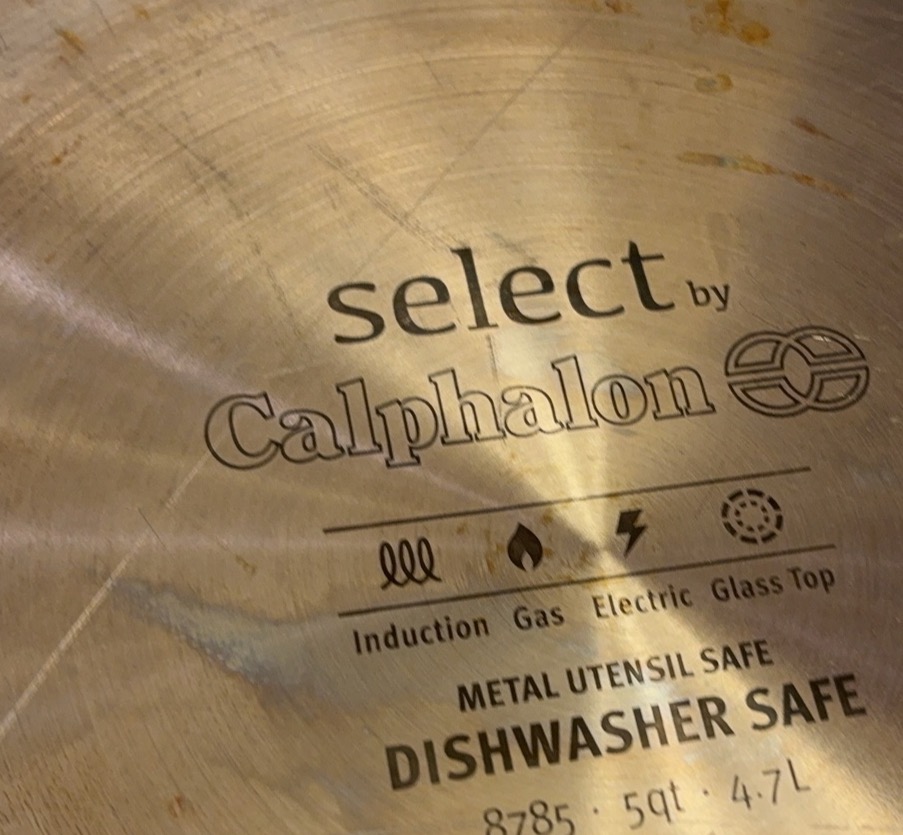 select by
Calphalon
Induction Gas Electric Glass Top
METAL UTENSIL SAFE
DISHWASHER SAFE
8785 · 5qt · 4.7L